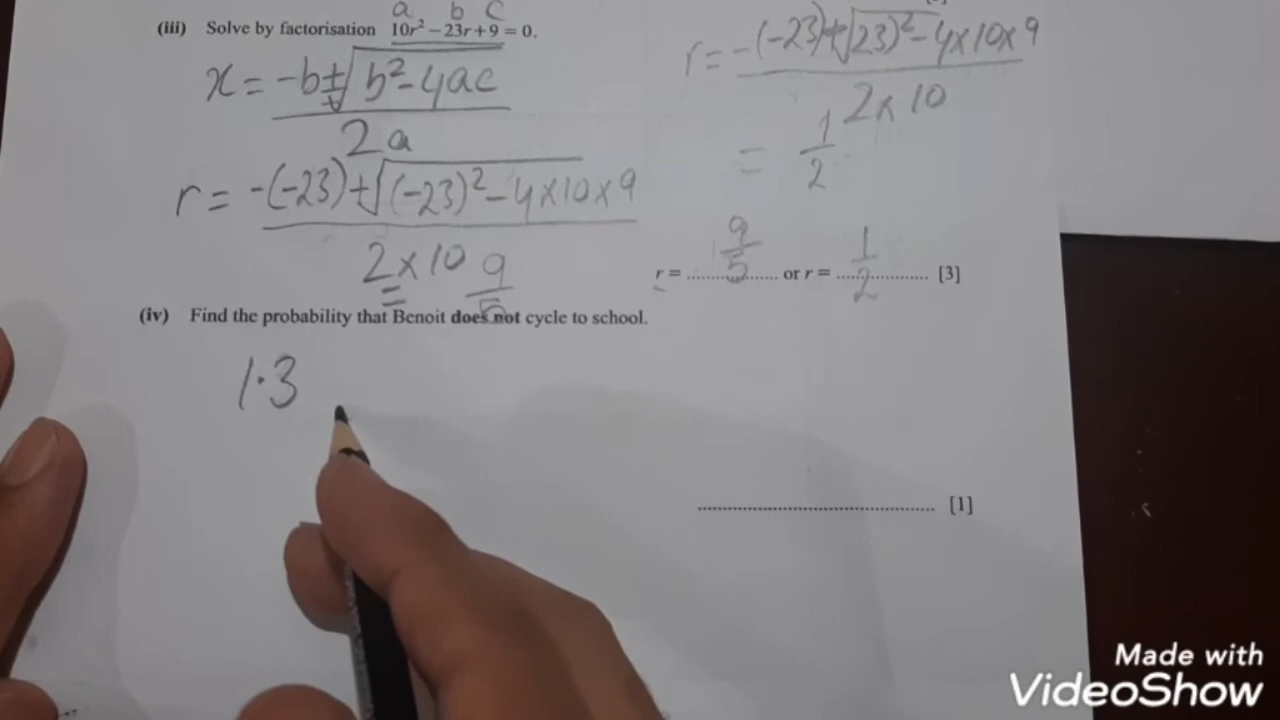 a b c
(iii) Solve by factorisation 10r² – 23r + 9 = 0.
x = -b ± √b² - 4ac
2a
r = -(-23) + √(-23)² - 4 × 10 × 9
2 × 10
= 9
5
r = -(-23) + √23)² - 4 × 10 × 9
2 × 10
= 1
2
r = 9/5 or r = 1/2 [3]
(iv) Find the probability that Benoit does not cycle to school.
1.3
[1]
Made with
VideoShow